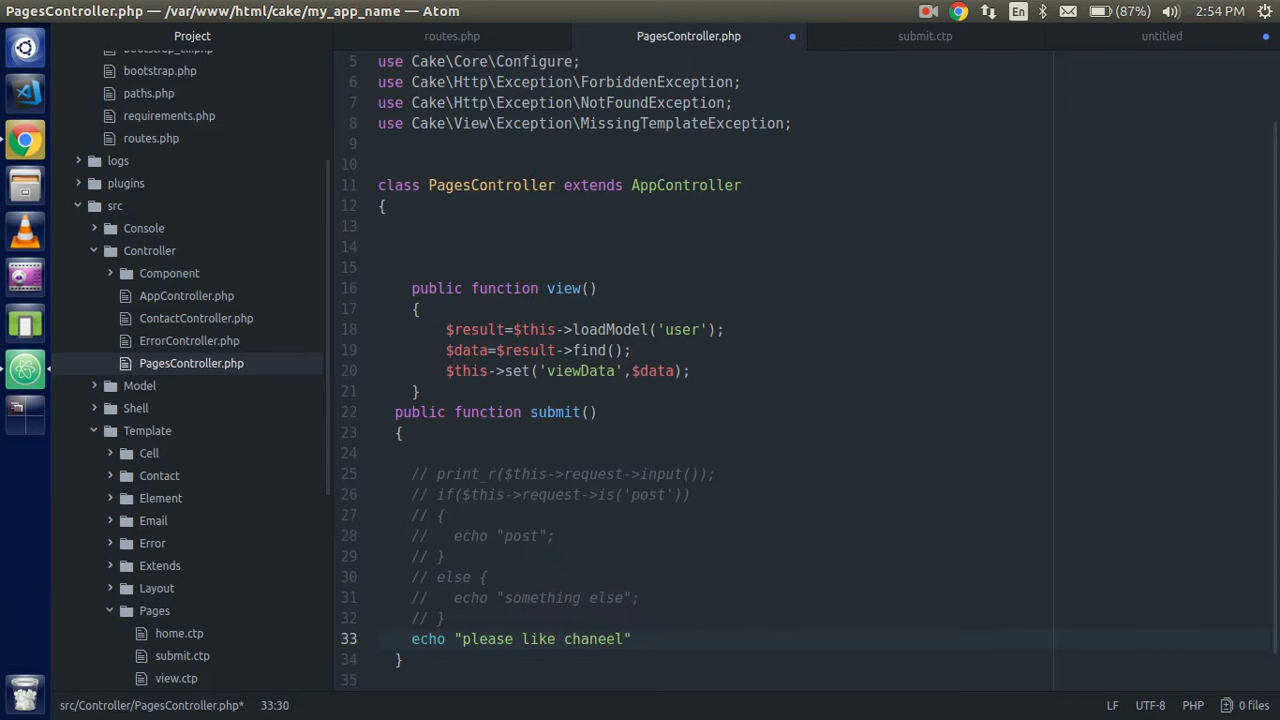 PagesController.php — /var/www/html/cake/my_app_name — Atom
En
(87%)
2:54 PM
Project
routes.php
PagesController.php
submit.ctp
untitled
bootstrap.php
paths.php
requirements.php
routes.php
logs
plugins
src
Console
Controller
Component
AppController.php
ContactController.php
ErrorController.php
PagesController.php
Model
Shell
Template
Cell
Contact
Element
Email
Error
Extends
Layout
Pages
home.ctp
submit.ctp
view.ctp
5 use Cake\Core\Configure;
6 use Cake\Http\Exception\ForbiddenException;
7 use Cake\Http\Exception\NotFoundException;
8 use Cake\View\Exception\MissingTemplateException;
9
10
11 class PagesController extends AppController
12 {
13
14
15
16 public function view()
17 {
18 $result=$this->loadModel('user');
19 $data=$result->find();
20 $this->set('viewData',$data);
21 }
22 public function submit()
23 {
24
25 // print_r($this->request->input());
26 // if($this->request->is('post'))
27 // {
28 //   echo "post";
29 // }
30 // else {
31 //   echo "something else";
32 // }
33 echo "please like chaneel"
34 }
35
src/Controller/PagesController.php*
33:30
LF
UTF-8
PHP
0 files